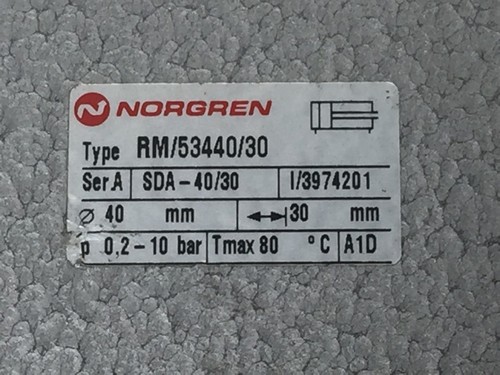 NORGREN
Type RM/53440/30
Ser.A SDA-40/30 I/3974201
⌀ 40 mm 30 mm
p 0,2-10 bar Tmax 80 °C A1D